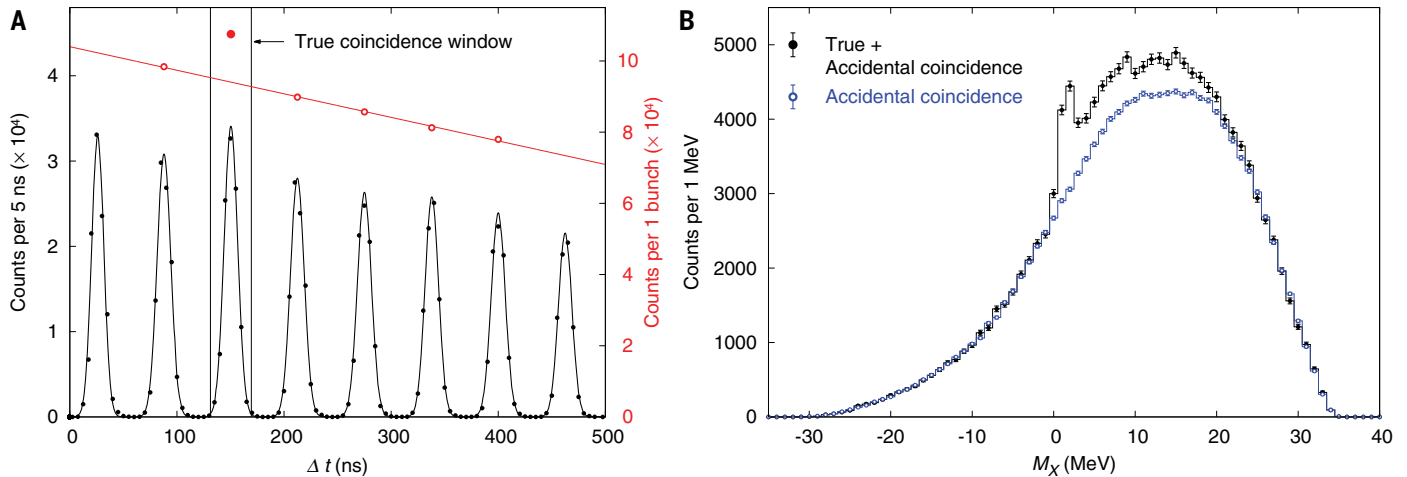 A
True coincidence window
Counts per 5 ns (× 10⁴)
4
3
2
1
0
Counts per 1 bunch (× 10⁴)
10
8
6
4
2
0
0 100 200 300 400 500
Δ t (ns)
B
True +
Accidental coincidence
Accidental coincidence
Counts per 1 MeV
5000
4000
3000
2000
1000
0
-30 -20 -10 0 10 20 30 40
M_X (MeV)